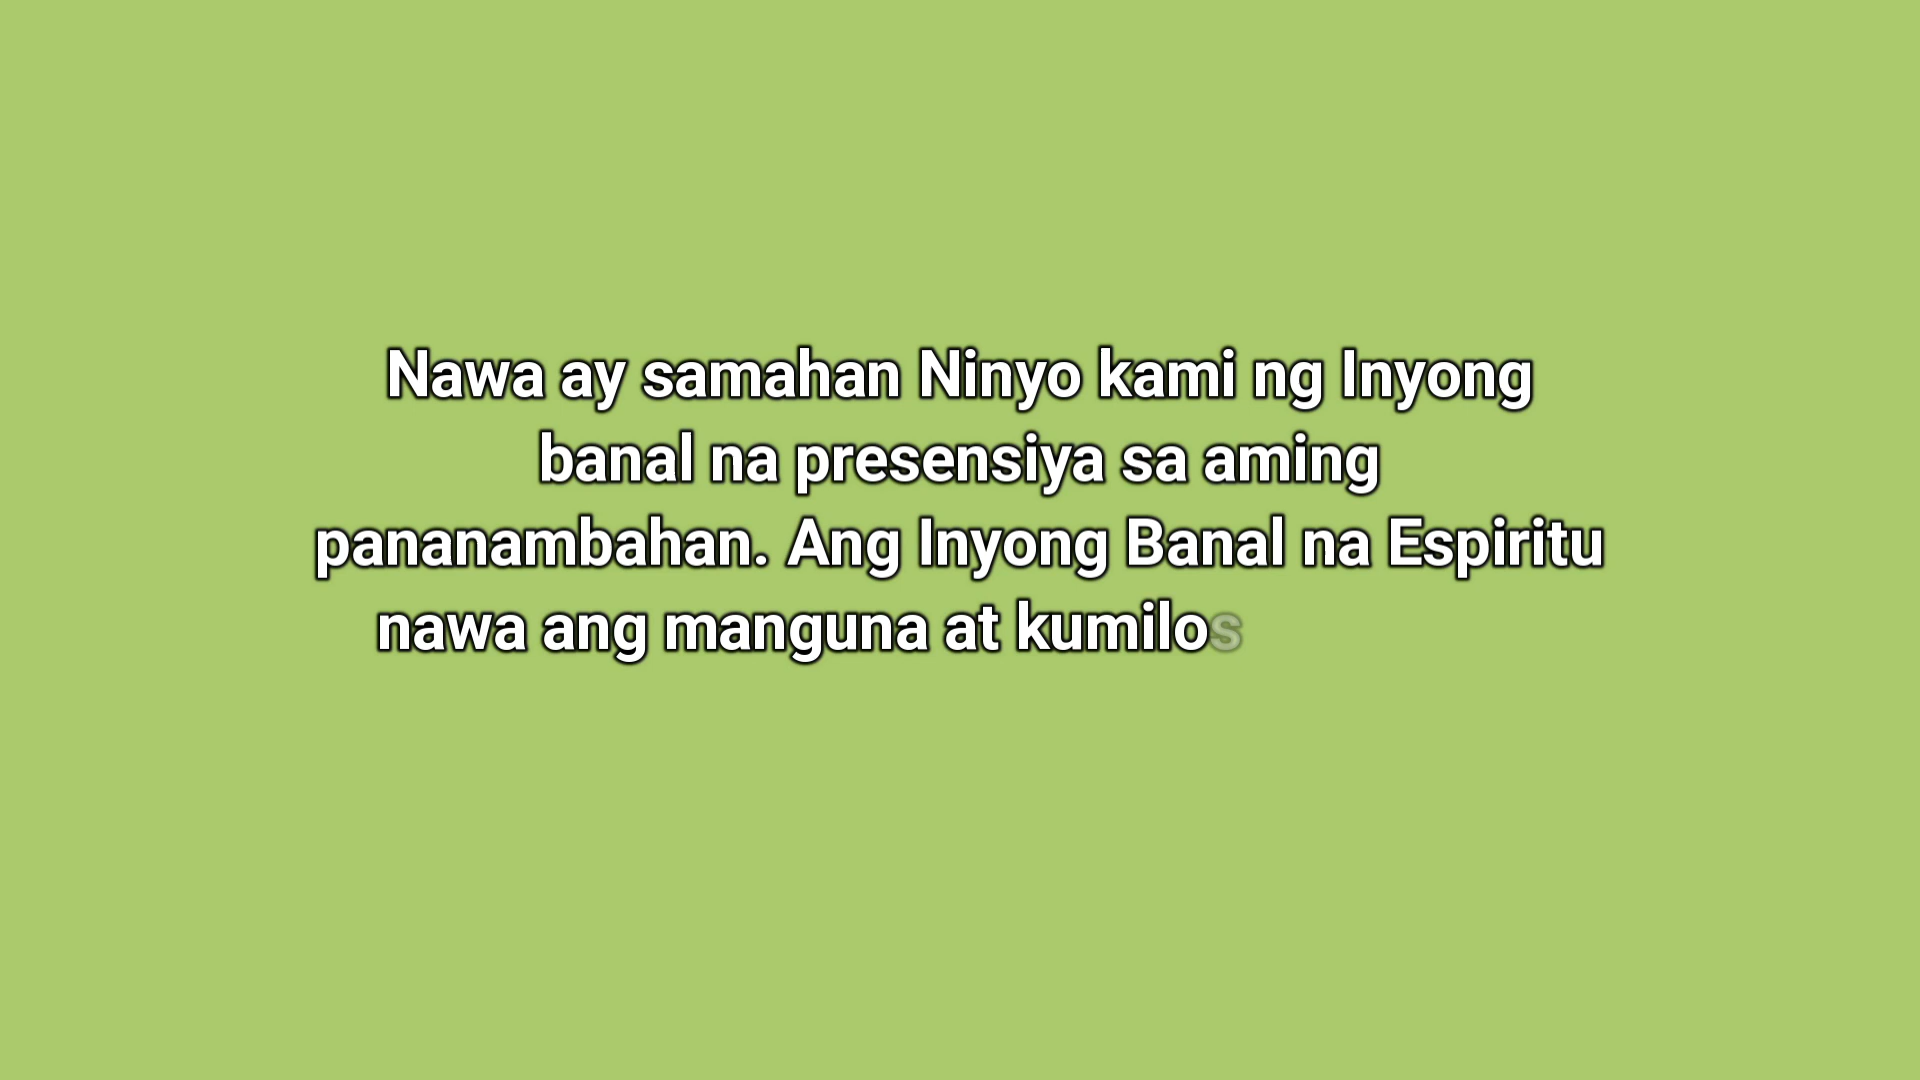 Nawa ay samahan Ninyo kami ng Inyong
banal na presensiya sa aming
pananambahan. Ang Inyong Banal na Espiritu
nawa ang manguna at kumilos